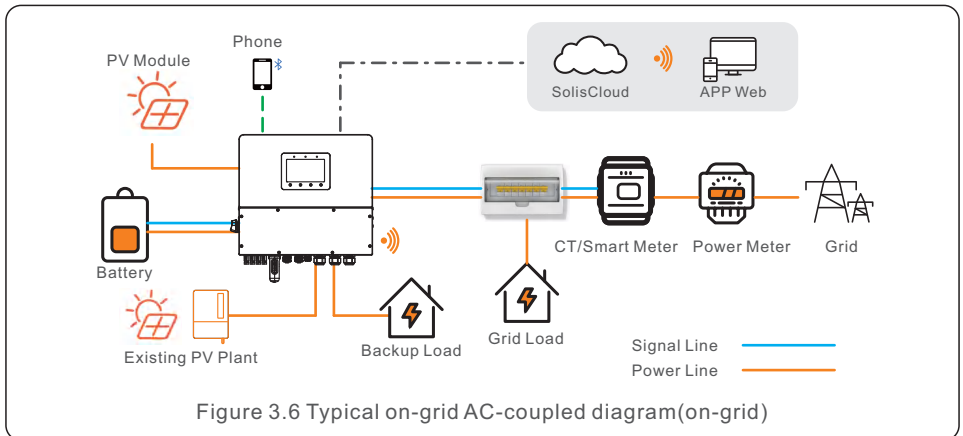 Phone
PV Module
SolisCloud
APP Web
CT/Smart Meter
Power Meter
Grid
Battery
Existing PV Plant
Backup Load
Grid Load
Signal Line
Power Line
Figure 3.6 Typical on-grid AC-coupled diagram(on-grid)